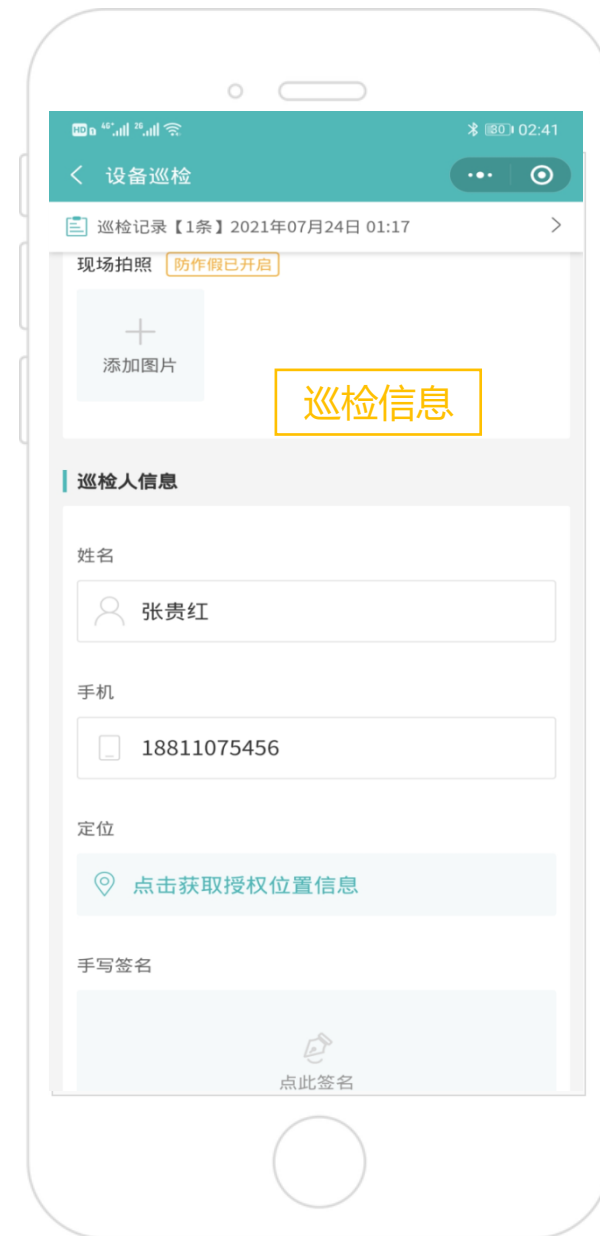 HD 46+ 26 80 02:41
设备巡检
巡检记录【1条】2021年07月24日 01:17
现场拍照 防作假已开启
添加图片
巡检信息
巡检人信息
姓名
张贵红
手机
18811075456
定位
点击获取授权位置信息
手写签名
点此签名